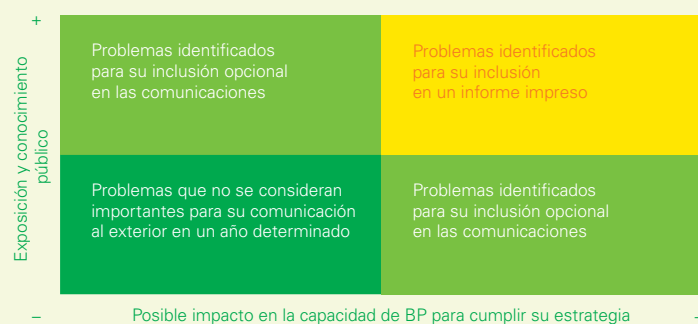 +
Exposición y conocimiento
público
Problemas identificados
para su inclusión opcional
en las comunicaciones
Problemas identificados
para su inclusión
en un informe impreso
Problemas que no se consideran
importantes para su comunicación
al exterior en un año determinado
Problemas identificados
para su inclusión opcional
en las comunicaciones
–
Posible impacto en la capacidad de BP para cumplir su estrategia